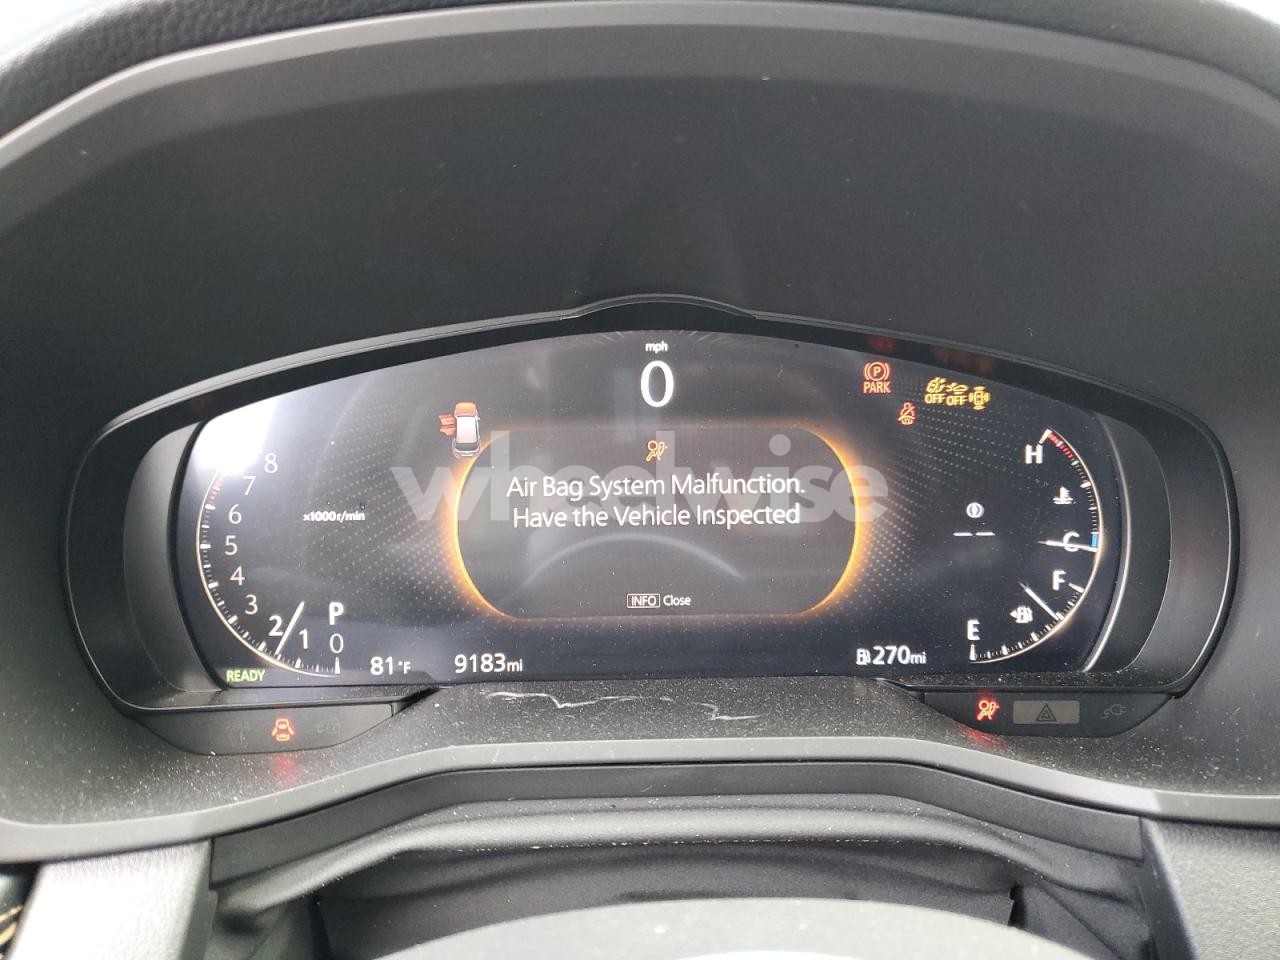 mph
0
PARK
OFF OFF
8
7
6
5
4
3
2
1
0
x1000r/min
P
H
C
F
E
wheelwise
Air Bag System Malfunction.
Have the Vehicle Inspected
INFO Close
READY
81°F
9183mi
270mi